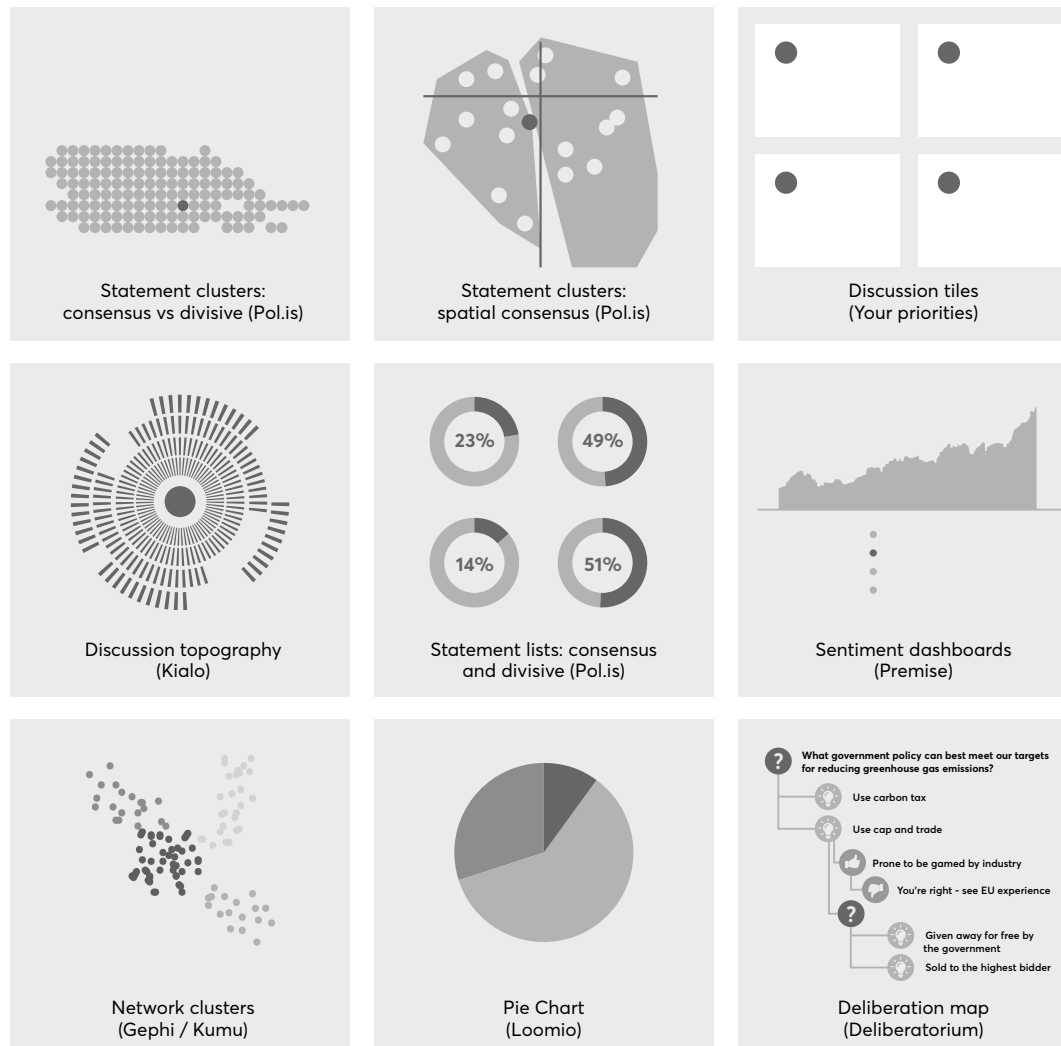 Statement clusters:
consensus vs divisive (Pol.is)
Statement clusters:
spatial consensus (Pol.is)
Discussion tiles
(Your priorities)
Discussion topography
(Kialo)
23%
49%
14%
51%
Statement lists: consensus
and divisive (Pol.is)
Sentiment dashboards
(Premise)
Network clusters
(Gephi / Kumu)
Pie Chart
(Loomio)
?
What government policy can best meet our targets
for reducing greenhouse gas emissions?
Use carbon tax
Use cap and trade
Prone to be gamed by industry
You're right - see EU experience
?
Given away for free by
the government
Sold to the highest bidder
Deliberation map
(Deliberatorium)